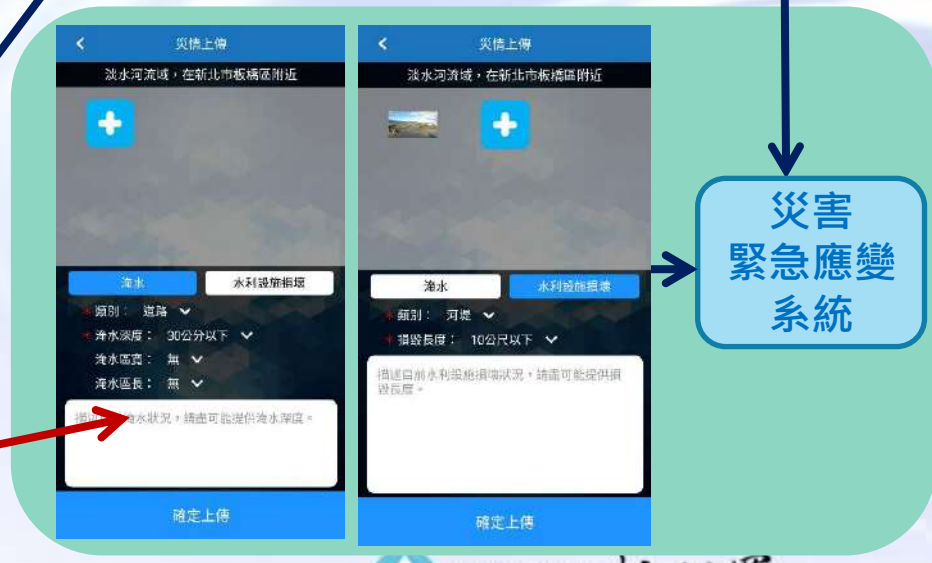 災情上傳
淡水河流域，在新北市板橋區附近
淹水
水利設施損壞
*類別： 道路
*淹水深度： 30公分以下
淹水區寬： 無
淹水區長： 無
淹水狀況，請盡可能提供淹水深度。
確定上傳
災情上傳
淡水河流域，在新北市板橋區附近
淹水
水利設施損壞
*類別： 河堤
*損毀長度： 10公尺以下
描述目前水利設施損壞狀況，請盡可能提供損
毀長度。
確定上傳
災害
緊急應變
系統